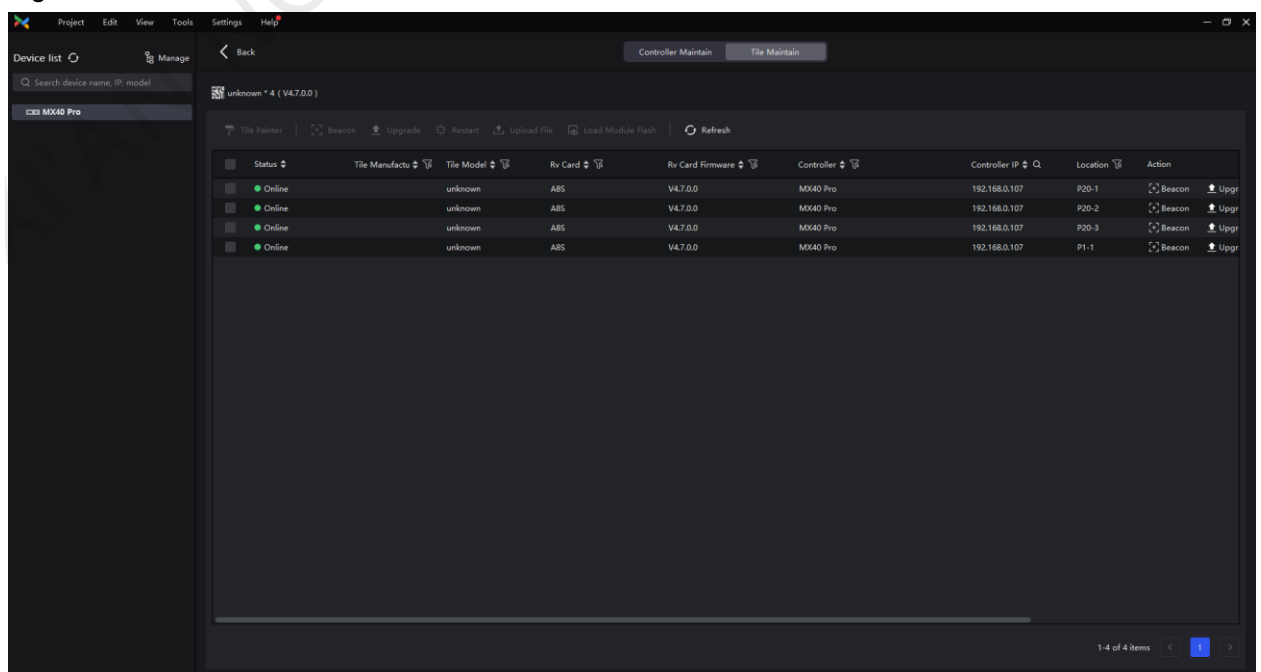 Project Edit View Tools Settings Help
Device list Manage Back Controller Maintain Tile Maintain
Search device name, IP, model
unknown * 4 ( V4.7.0.0 )
MX40 Pro
Tile Painter Beacon Upgrade Restart Upload File Load Module Flash Refresh
Status Tile Manufactu Tile Model Rv Card Rv Card Firmware Controller Controller IP Location Action
Online unknown A8S V4.7.0.0 MX40 Pro 192.168.0.107 P20-1 Beacon Upgr
Online unknown A8S V4.7.0.0 MX40 Pro 192.168.0.107 P20-2 Beacon Upgr
Online unknown A8S V4.7.0.0 MX40 Pro 192.168.0.107 P20-3 Beacon Upgr
Online unknown A8S V4.7.0.0 MX40 Pro 192.168.0.107 P1-1 Beacon Upgr
1-4 of 4 items < 1 >